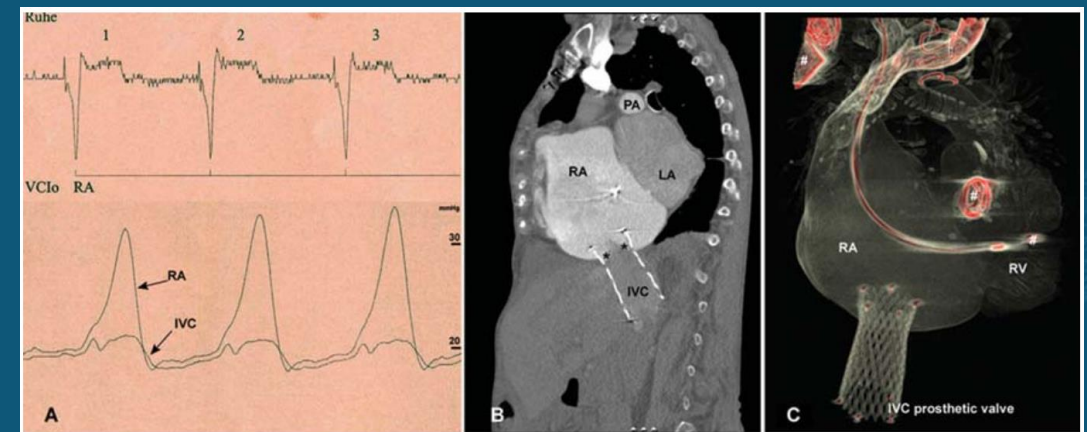 Ruhe
1 2 3
VCIo RA
mmHg
30
RA
IVC
20
A
PA
RA
LA
*
*
IVC
B
#
#
#
RA
RV
IVC prosthetic valve
C